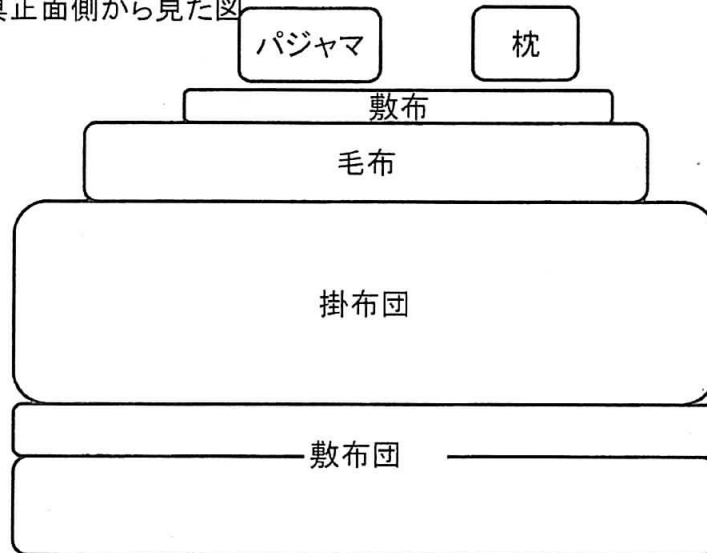 具正面側から見た図
パジャマ
枕
敷布
毛布
掛布団
敷布団